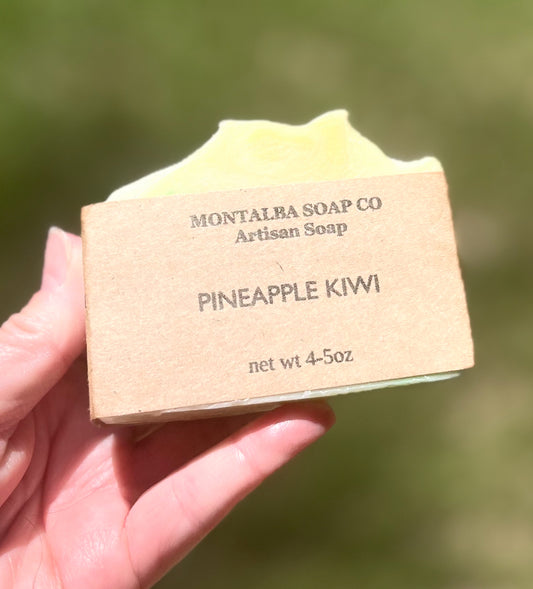 MONTALBA SOAP CO
Artisan Soap
PINEAPPLE KIWI
net wt 4-5oz